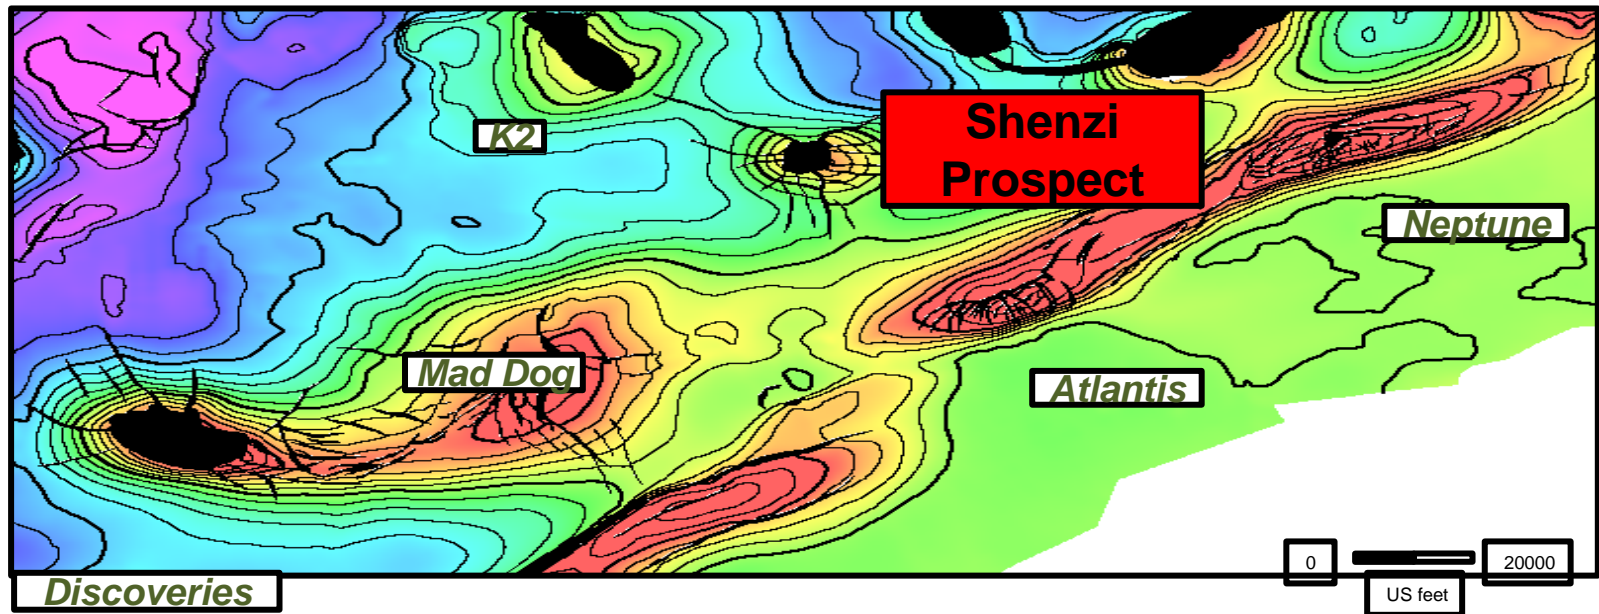 K2
Shenzi
Prospect
Neptune
Mad Dog
Atlantis
0
20000
US feet
Discoveries